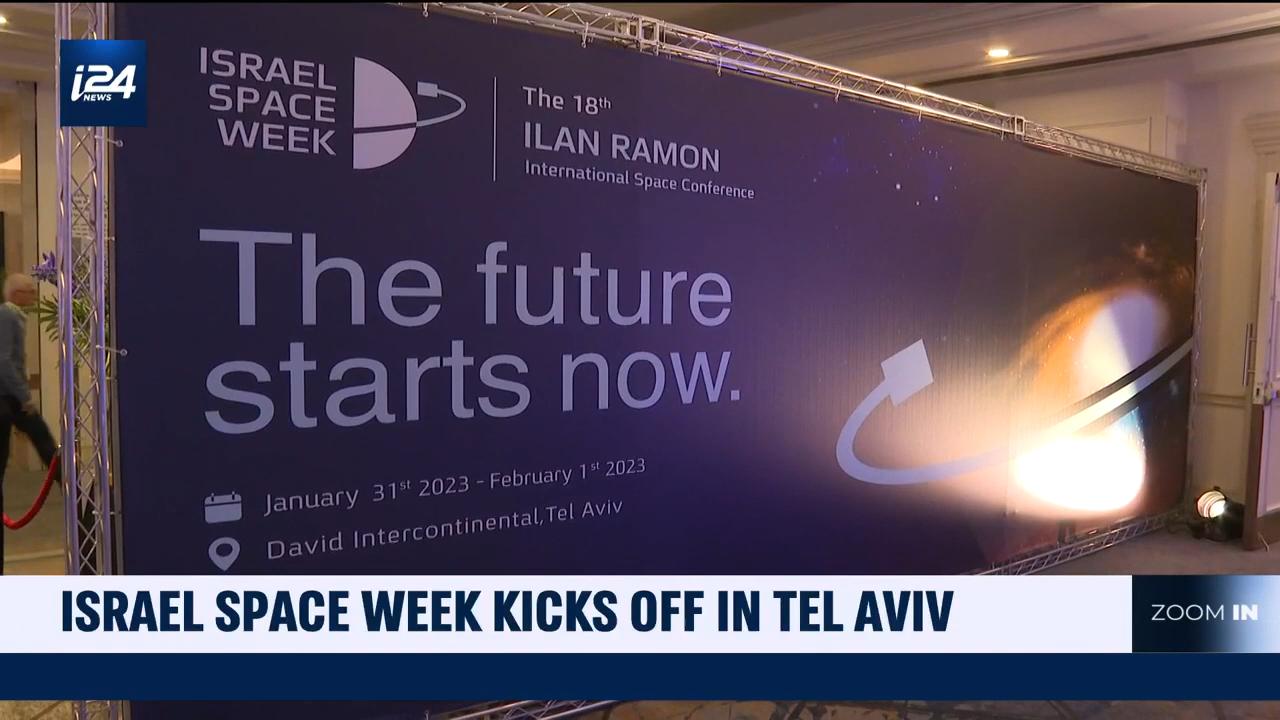 i24
NEWS
ISRAEL
SPACE
WEEK
The 18th
ILAN RAMON
International Space Conference
The future
starts now.
January 31st 2023 - February 1st 2023
David Intercontinental, Tel Aviv
ISRAEL SPACE WEEK KICKS OFF IN TEL AVIV
ZOOM IN